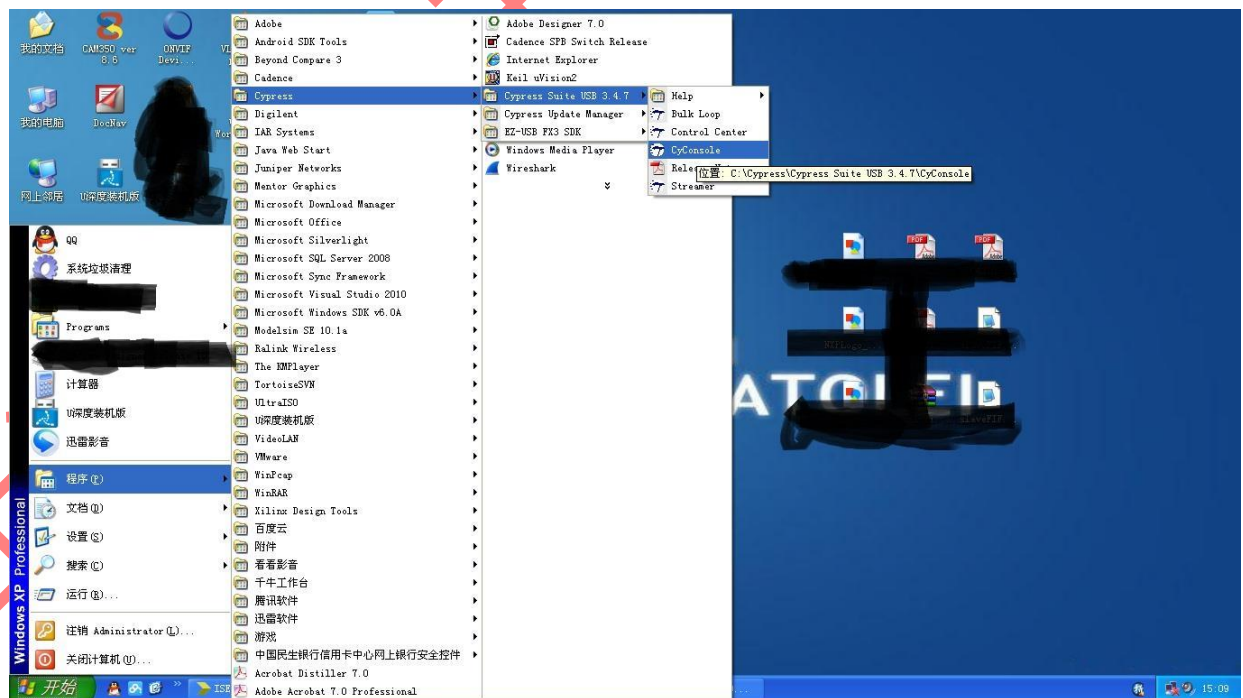 我的文档
CAM350_ver 8.6
ONVIF Devi...
我的电脑
DocNav
网上邻居
U深度装机版
QQ
系统垃圾清理
Programs
计算器
U深度装机版
迅雷影音
程序(P)
文档(D)
设置(S)
搜索(C)
运行(R)...
注销 Administrator(L)...
关闭计算机(U)...
Windows XP Professional
Adobe
Android SDK Tools
Beyond Compare 3
Cadence
Cypress
Digilent
IAR Systems
Java Web Start
Juniper Networks
Mentor Graphics
Microsoft Download Manager
Microsoft Office
Microsoft Silverlight
Microsoft SQL Server 2008
Microsoft Sync Framework
Microsoft Visual Studio 2010
Microsoft Windows SDK v6.0A
Modelsim SE 10.1a
Ralink Wireless
The KMPlayer
TortoiseSVN
UltraISO
U深度装机版
VideoLAN
VMware
WinPcap
WinRAR
Xilinx Design Tools
百度云
附件
看看影音
千牛工作台
腾讯软件
迅雷软件
游戏
中国民生银行信用卡中心网上银行安全控件
Acrobat Distiller 7.0
Adobe Acrobat 7.0 Professional
Adobe Designer 7.0
Cadence SPB Switch Release
Internet Explorer
Keil uVision2
Cypress Suite USB 3.4.7
Cypress Update Manager
EZ-USB FX3 SDK
Windows Media Player
Wireshark
Help
Bulk Loop
Control Center
CyConsole
位置: C:\Cypress\Cypress Suite USB 3.4.7\CyConsole
Streamer
PDF
Adobe
PDF
Adobe
开始
ISE
15:09